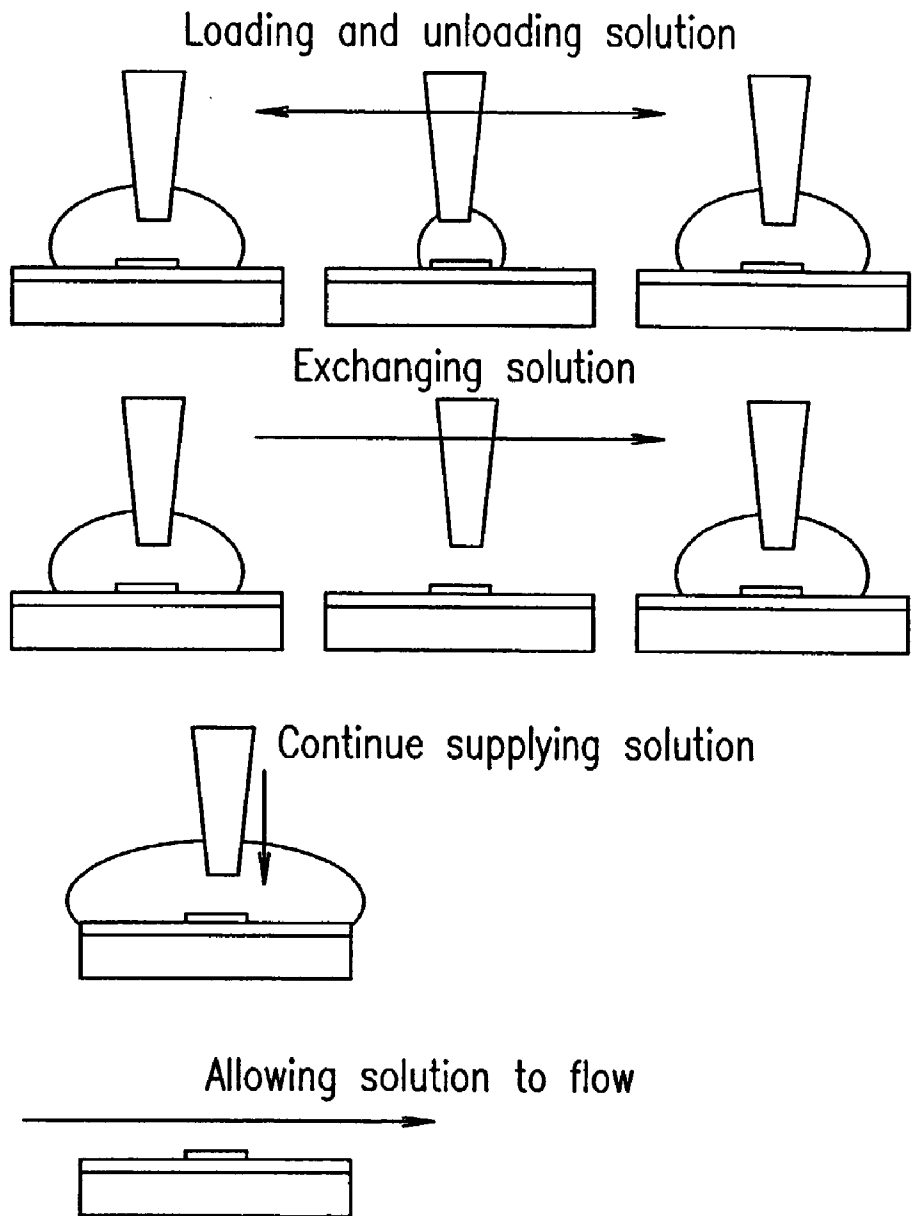 Loading and unloading solution
Exchanging solution
Continue supplying solution
Allowing solution to flow